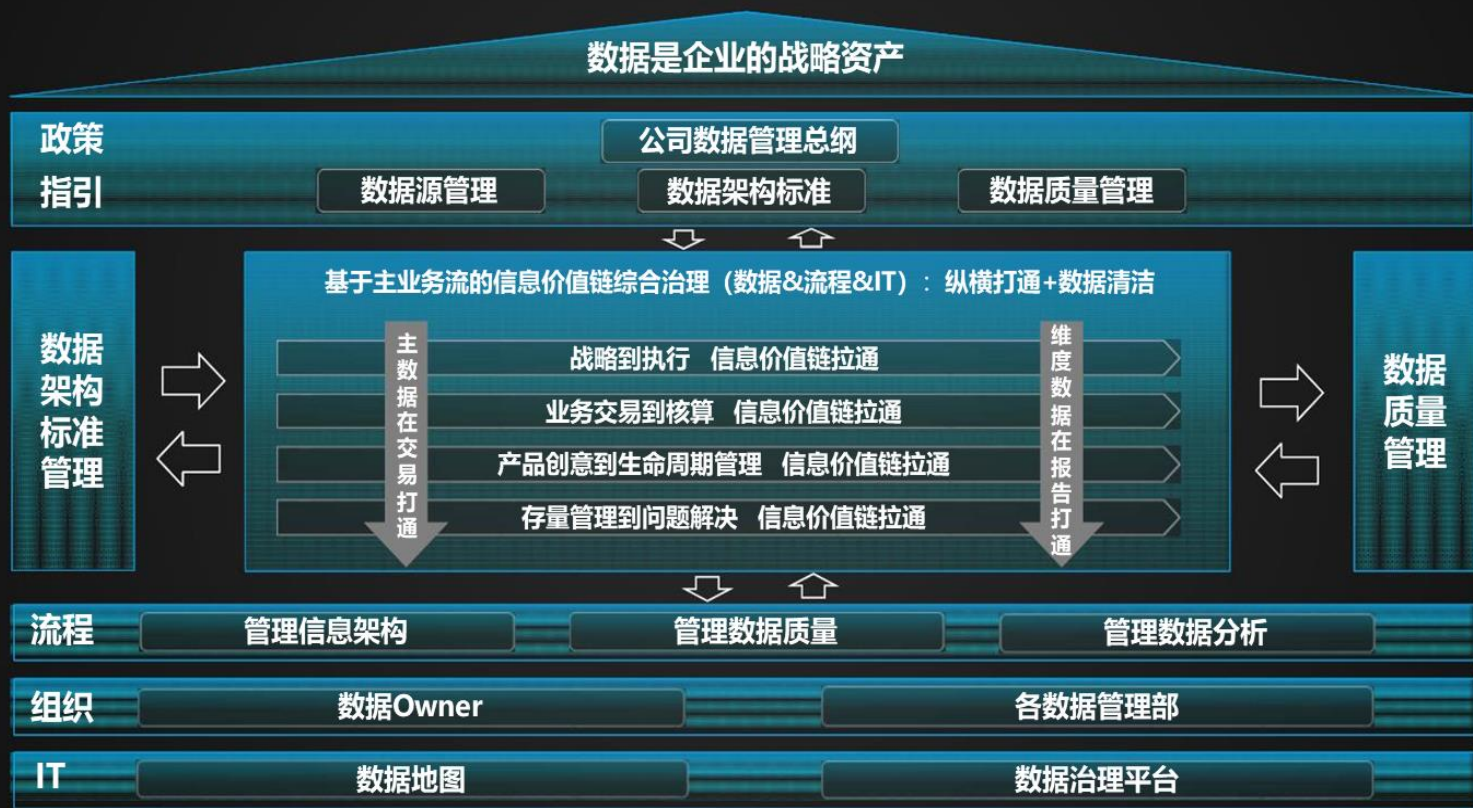 数据是企业的战略资产
政策
公司数据管理总纲
指引
数据源管理
数据架构标准
数据质量管理
数据
架构
标准
管理
基于主业务流的信息价值链综合治理（数据&流程&IT）：纵横打通+数据清洁
主数据在交易打通
战略到执行 信息价值链拉通
业务交易到核算 信息价值链拉通
产品创意到生命周期管理 信息价值链拉通
存量管理到问题解决 信息价值链拉通
维度数据在报告打通
数据
质量
管理
流程
管理信息架构
管理数据质量
管理数据分析
组织
数据Owner
各数据管理部
IT
数据地图
数据治理平台